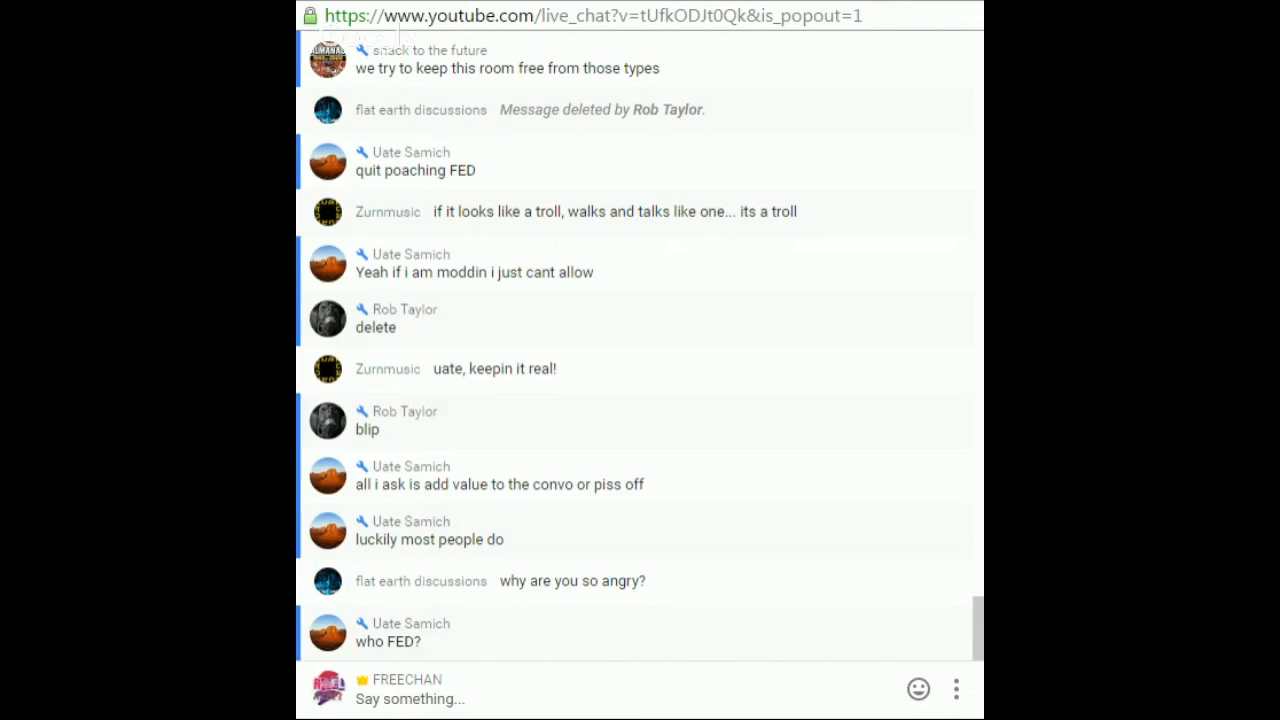 https://www.youtube.com/live_chat?v=tUfkODJt0Qk&is_popout=1
snack to the future
we try to keep this room free from those types
flat earth discussions Message deleted by Rob Taylor.
Uate Samich
quit poaching FED
Zurnmusic if it looks like a troll, walks and talks like one... its a troll
Uate Samich
Yeah if i am moddin i just cant allow
Rob Taylor
delete
Zurnmusic uate, keepin it real!
Rob Taylor
blip
Uate Samich
all i ask is add value to the convo or piss off
Uate Samich
luckily most people do
flat earth discussions why are you so angry?
Uate Samich
who FED?
FREECHAN
Say something...